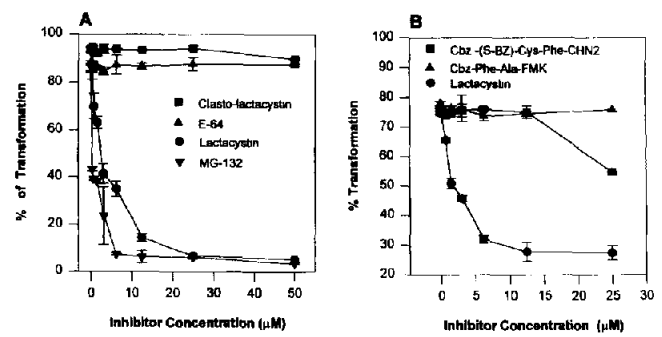 A
% of Transformation
100
80
60
40
20
0
Clasto-lactacystin
E-64
Lactacystin
MG-132
0 10 20 30 40 50
Inhibitor Concentration (μM)
B
Cbz -(S-BZ)-Cys-Phe-CHN2
Cbz-Phe-Ala-FMK
Lactacystin
% Transformation
100
90
80
70
60
50
40
30
20
0 5 10 15 20 25
Inhibitor Concentration (μM)